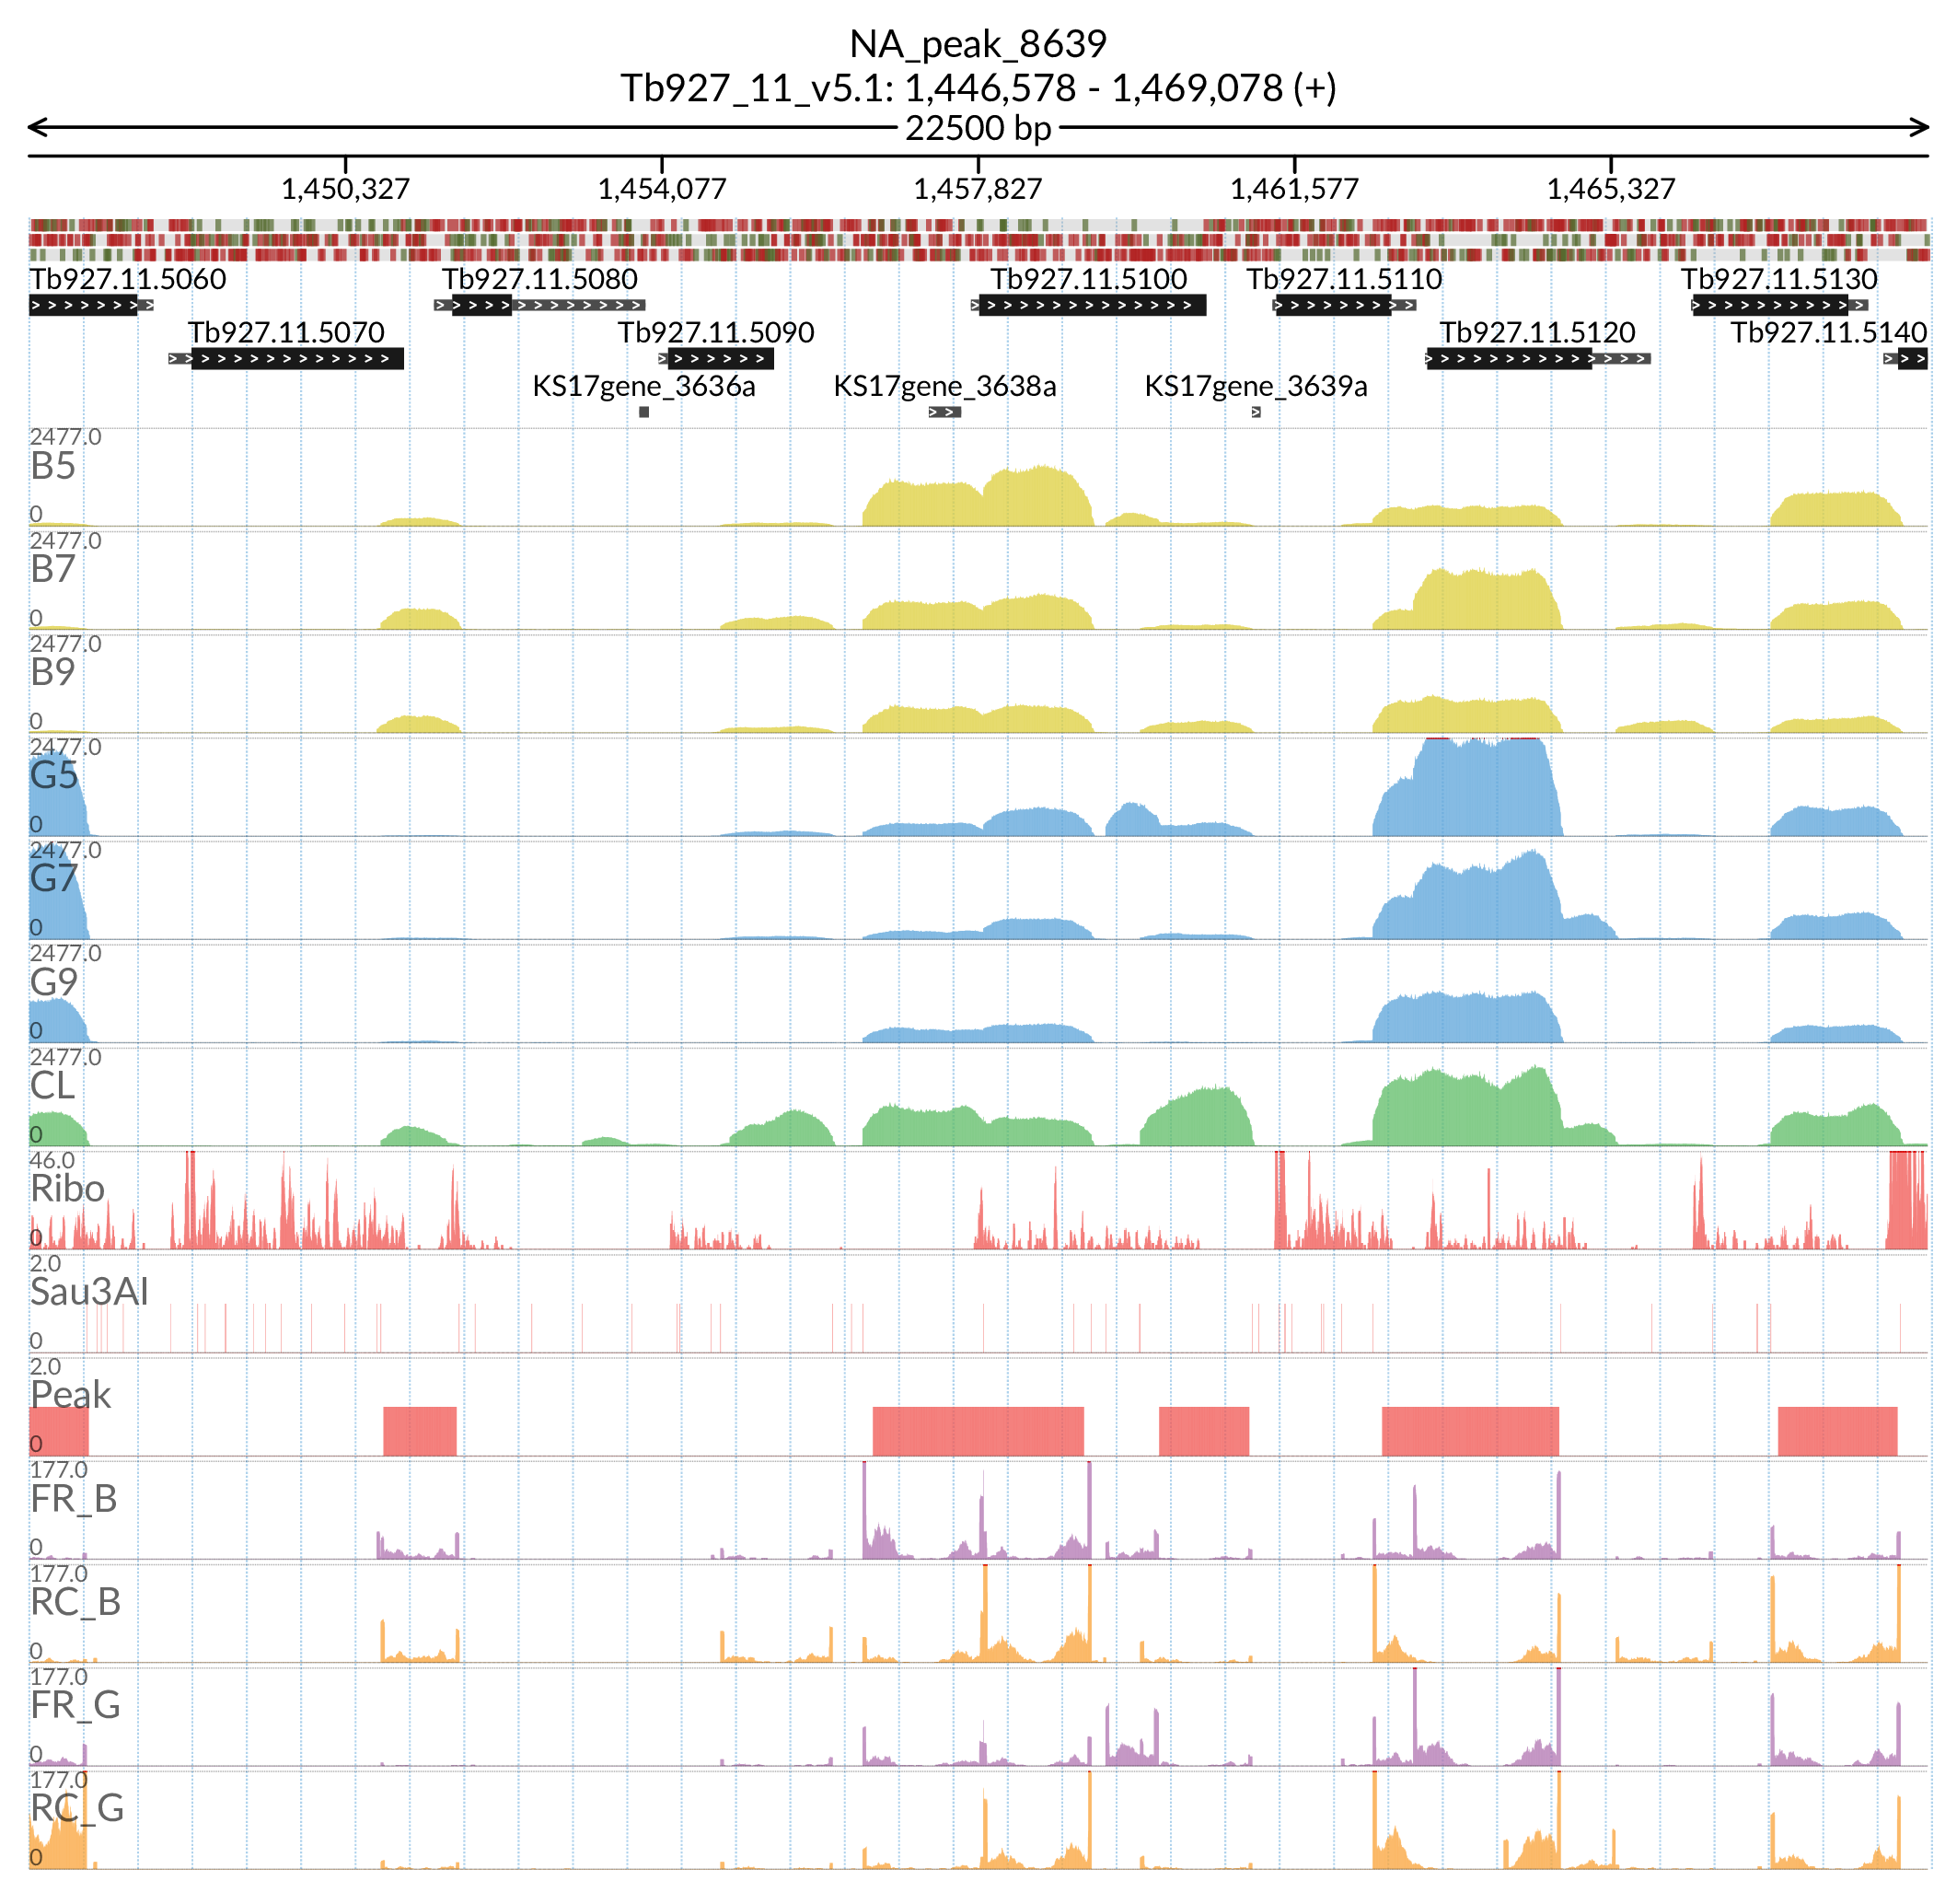 NA_peak_8639
Tb927_11_v5.1: 1,446,578 - 1,469,078 (+)
22500 bp
1,450,327 1,454,077 1,457,827 1,461,577 1,465,327
Tb927.11.5060 Tb927.11.5080 Tb927.11.5100 Tb927.11.5110 Tb927.11.5130
Tb927.11.5070 Tb927.11.5090 Tb927.11.5120 Tb927.11.5140
KS17gene_3636a KS17gene_3638a KS17gene_3639a
2477.0
B5
0
2477.0
B7
0
2477.0
B9
0
2477.0
G5
0
2477.0
G7
0
2477.0
G9
0
2477.0
CL
0
46.0
Ribo
0
2.0
Sau3AI
0
2.0
Peak
0
177.0
FR_B
0
177.0
RC_B
0
177.0
FR_G
0
177.0
RC_G
0